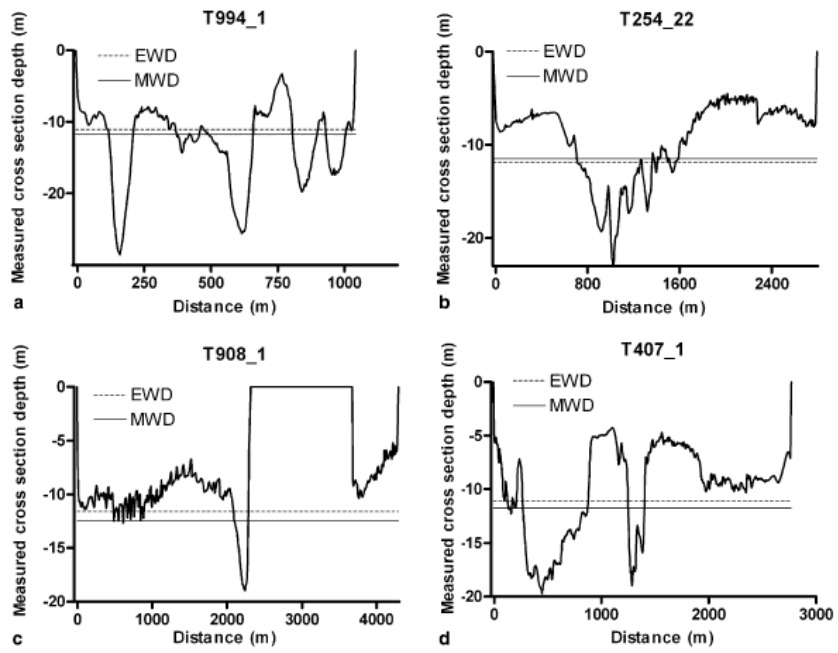 T994_1
Measured cross section depth (m)
0
-10
-20
EWD
MWD
0 250 500 750 1000
Distance (m)
a
T254_22
Measured cross section depth (m)
0
-10
-20
EWD
MWD
0 800 1600 2400
Distance (m)
b
T908_1
Measured cross section depth (m)
0
-5
-10
-15
-20
EWD
MWD
0 1000 2000 3000 4000
Distance (m)
c
T407_1
Measured cross section depth (m)
0
-5
-10
-15
-20
EWD
MWD
0 1000 2000 3000
Distance (m)
d